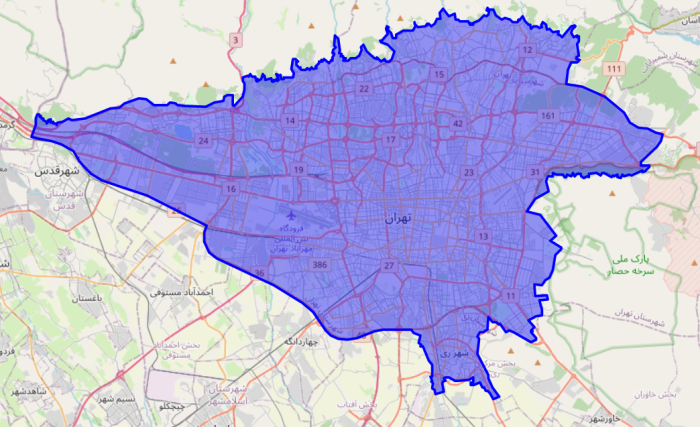 3
12
111
15
22
161
14
42
17
24
شهرقدس
شهرستان
قدس
19
23
31
16
تهران
فرودگاه
بین المللی
مهرآباد تهران
13
پارک ملی
سرخه حصار
36
386
27
احمدآباد مستوفی
باغستان
11
شهرستان تهران
چهاردانگه
بخش احمدآباد
مستوفی
شهر ری
شهرستان
اسلامشهر
شاهدشهر
نسیم شهر
چیچکلو
بخش آفتاب
بخش خاوران
خاورشهر